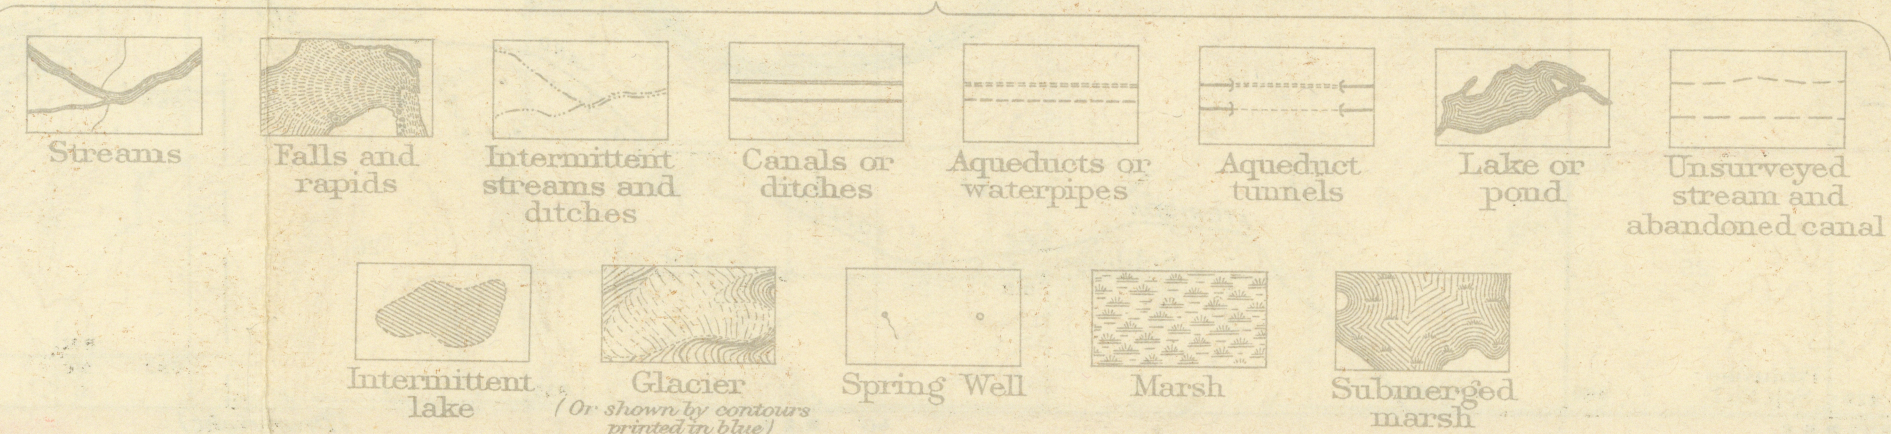 Streams
Falls and
rapids
Intermittent
streams and
ditches
Canals or
ditches
Aqueducts or
waterpipes
Aqueduct
tunnels
Lake or
pond
Unsurveyed
stream and
abandoned canal
Intermittent
lake
Glacier
(Or shown by contours
printed in blue)
Spring Well
Marsh
Submerged
marsh